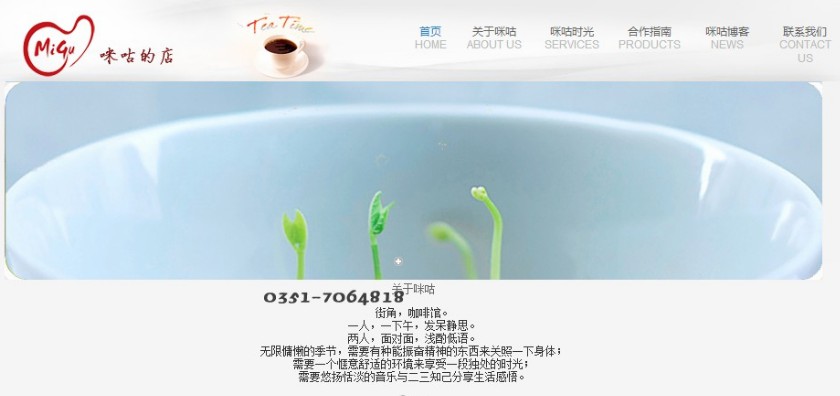 MiGu 咪咕的店
Tea Time
首页 关于咪咕 咪咕时光 合作指南 咪咕博客 联系我们
HOME ABOUT US SERVICES PRODUCTS NEWS CONTACT US
关于咪咕
0351-7064818
街角，咖啡馆。
一人，一下午，发呆静思。
两人，面对面，浅酌低语。
无限慵懒的季节，需要有种能振奋精神的东西来关照一下身体；
需要一个惬意舒适的环境来享受一段独处的时光；
需要悠扬恬淡的音乐与二三知己分享生活感悟。